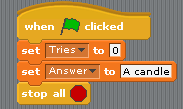 when clicked
set Tries to 0
set Answer to A candle
stop all